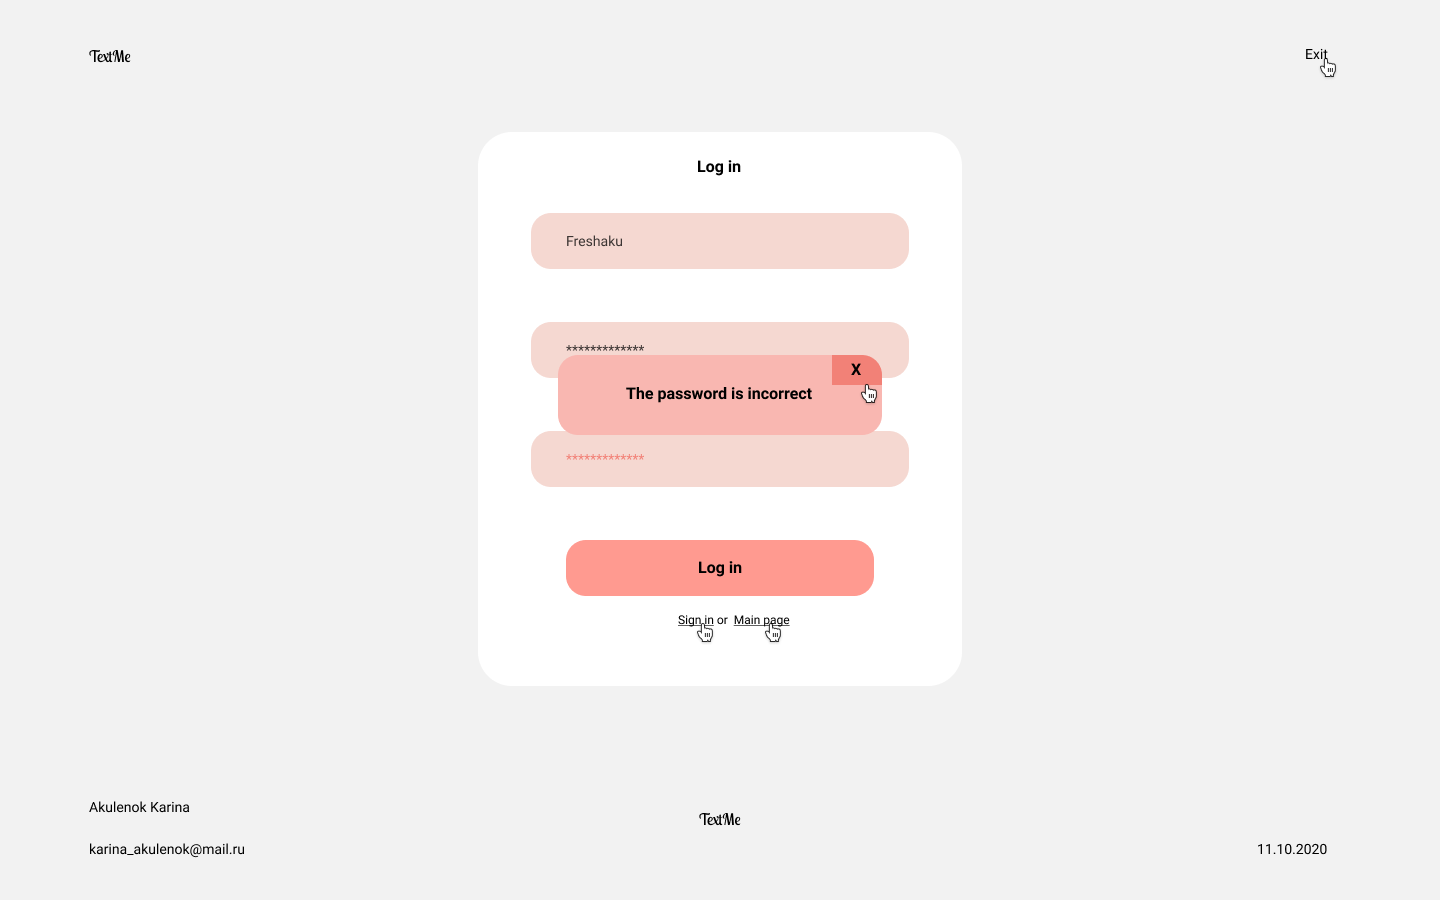 TextMe
Exit
Log in
Freshaku
*************
X
The password is incorrect
*************
Log in
Sign in or Main page
Akulenok Karina
TextMe
karina_akulenok@mail.ru
11.10.2020